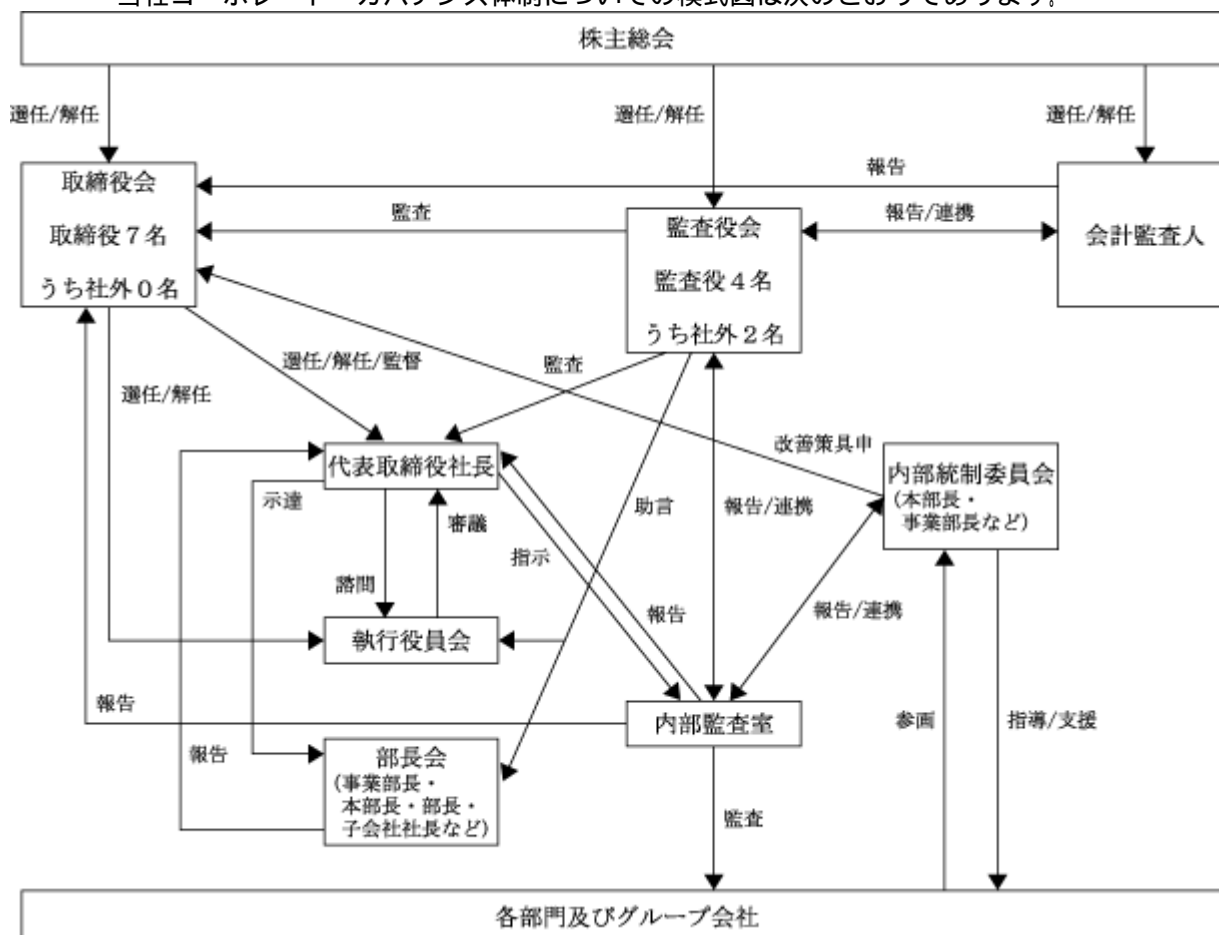 当社コーポレート・ガバナンス体制についての模式図は次のとおりであります。
株主総会
選任/解任
選任/解任
選任/解任
取締役会
取締役7名
うち社外0名
報告
監査
監査役会
監査役4名
うち社外2名
報告/連携
会計監査人
選任/解任/監督
監査
選任/解任
改善策具申
代表取締役社長
内部統制委員会
(本部長・
事業部長など)
示達
審議
助言
報告/連携
指示
諮問
報告
報告/連携
執行役員会
報告
内部監査室
参画
指導/支援
報告
部長会
(事業部長・
本部長・部長・
子会社社長など)
監査
各部門及びグループ会社